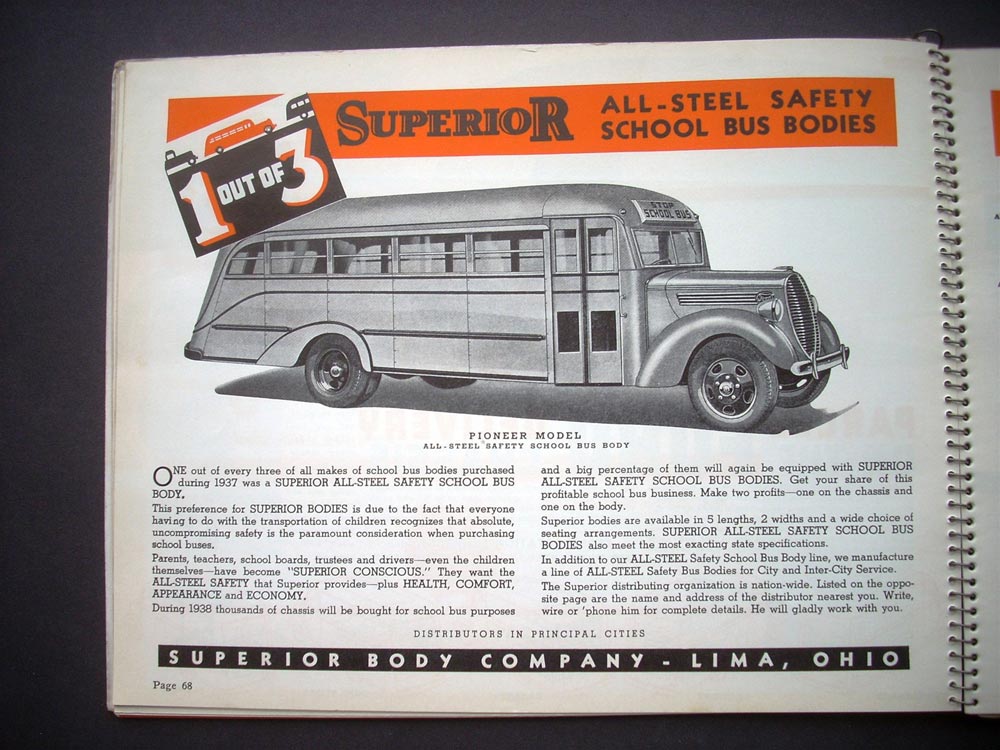 1 OUT OF 3
SUPERIOR
ALL-STEEL SAFETY
SCHOOL BUS BODIES
STOP
SCHOOL BUS
PIONEER MODEL
ALL-STEEL SAFETY SCHOOL BUS BODY
ONE out of every three of all makes of school bus bodies purchased
during 1937 was a SUPERIOR ALL-STEEL SAFETY SCHOOL BUS
BODY.
This preference for SUPERIOR BODIES is due to the fact that everyone
having to do with the transportation of children recognizes that absolute,
uncompromising safety is the paramount consideration when purchasing
school buses.
Parents, teachers, school boards, trustees and drivers—even the children
themselves—have become "SUPERIOR CONSCIOUS." They want the
ALL-STEEL SAFETY that Superior provides—plus HEALTH, COMFORT,
APPEARANCE and ECONOMY.
During 1938 thousands of chassis will be bought for school bus purposes
and a big percentage of them will again be equipped with SUPERIOR
ALL-STEEL SAFETY SCHOOL BUS BODIES. Get your share of this
profitable school bus business. Make two profits—one on the chassis and
one on the body.
Superior bodies are available in 5 lengths, 2 widths and a wide choice of
seating arrangements. SUPERIOR ALL-STEEL SAFETY SCHOOL BUS
BODIES also meet the most exacting state specifications.
In addition to our ALL-STEEL Safety School Bus Body line, we manufacture
a line of ALL-STEEL Safety Bus Bodies for City and Inter-City Service.
The Superior distributing organization is nation-wide. Listed on the oppo-
site page are the name and address of the distributor nearest you. Write,
wire or 'phone him for complete details. He will gladly work with you.
DISTRIBUTORS IN PRINCIPAL CITIES
SUPERIOR BODY COMPANY - LIMA, OHIO
Page 68